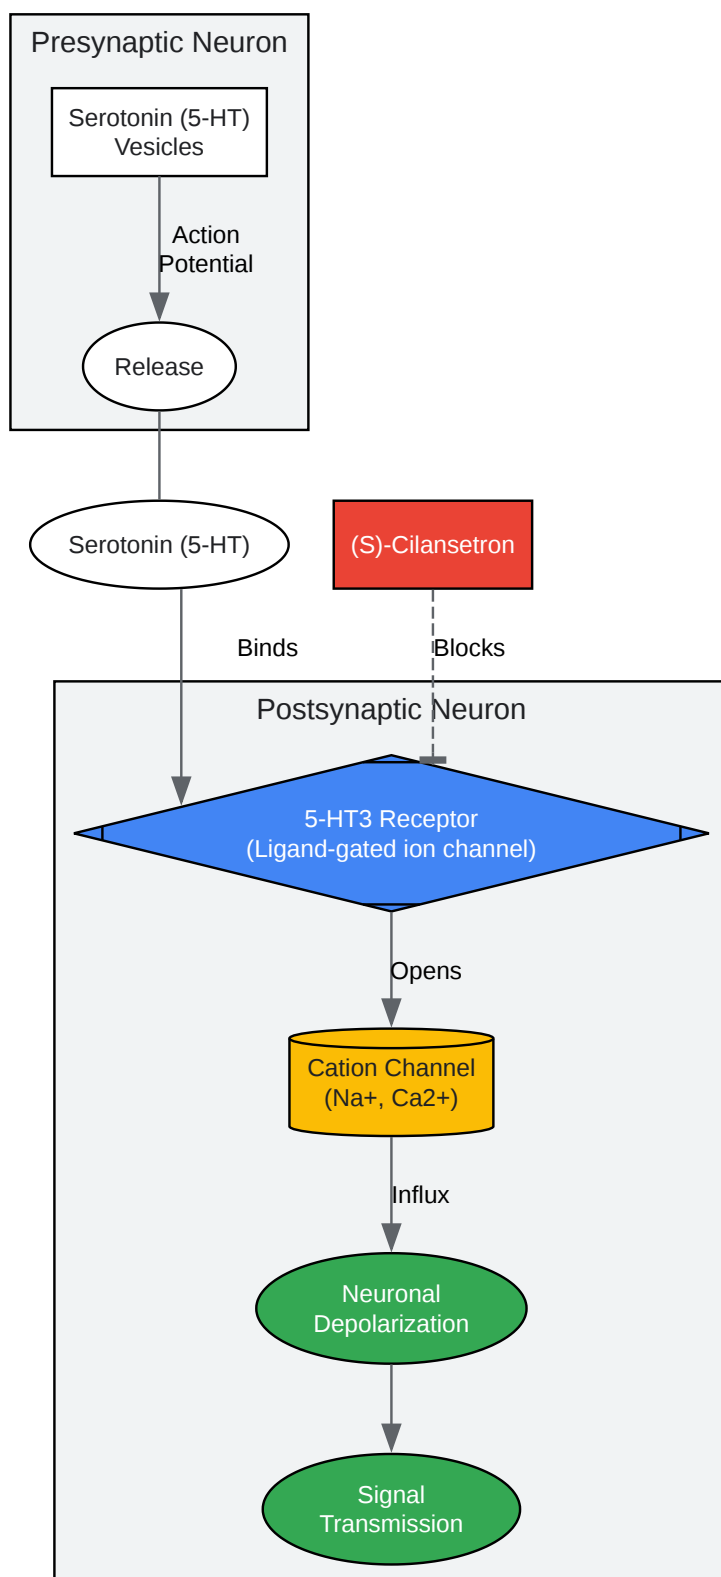 Presynaptic Neuron
Serotonin (5-HT)
Vesicles
Action
Potential
Release
Serotonin (5-HT)
(S)-Cilansetron
Binds
Blocks
Postsynaptic Neuron
5-HT3 Receptor
(Ligand-gated ion channel)
Opens
Cation Channel
(Na+, Ca2+)
Influx
Neuronal
Depolarization
Signal
Transmission